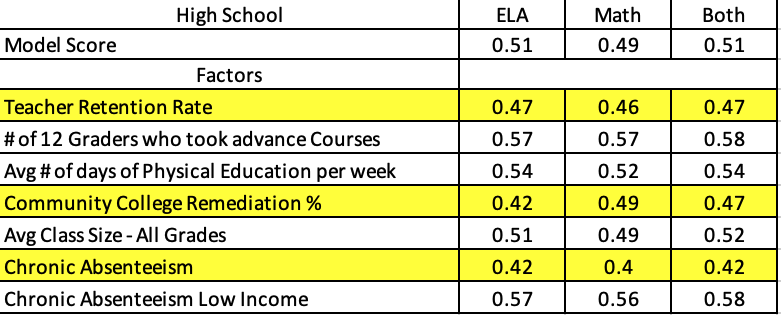 High School ELA Math Both
Model Score 0.51 0.49 0.51
Factors
Teacher Retention Rate 0.47 0.46 0.47
# of 12 Graders who took advance Courses 0.57 0.57 0.58
Avg # of days of Physical Education per week 0.54 0.52 0.54
Community College Remediation % 0.42 0.49 0.47
Avg Class Size - All Grades 0.51 0.49 0.52
Chronic Absenteeism 0.42 0.4 0.42
Chronic Absenteeism Low Income 0.57 0.56 0.58